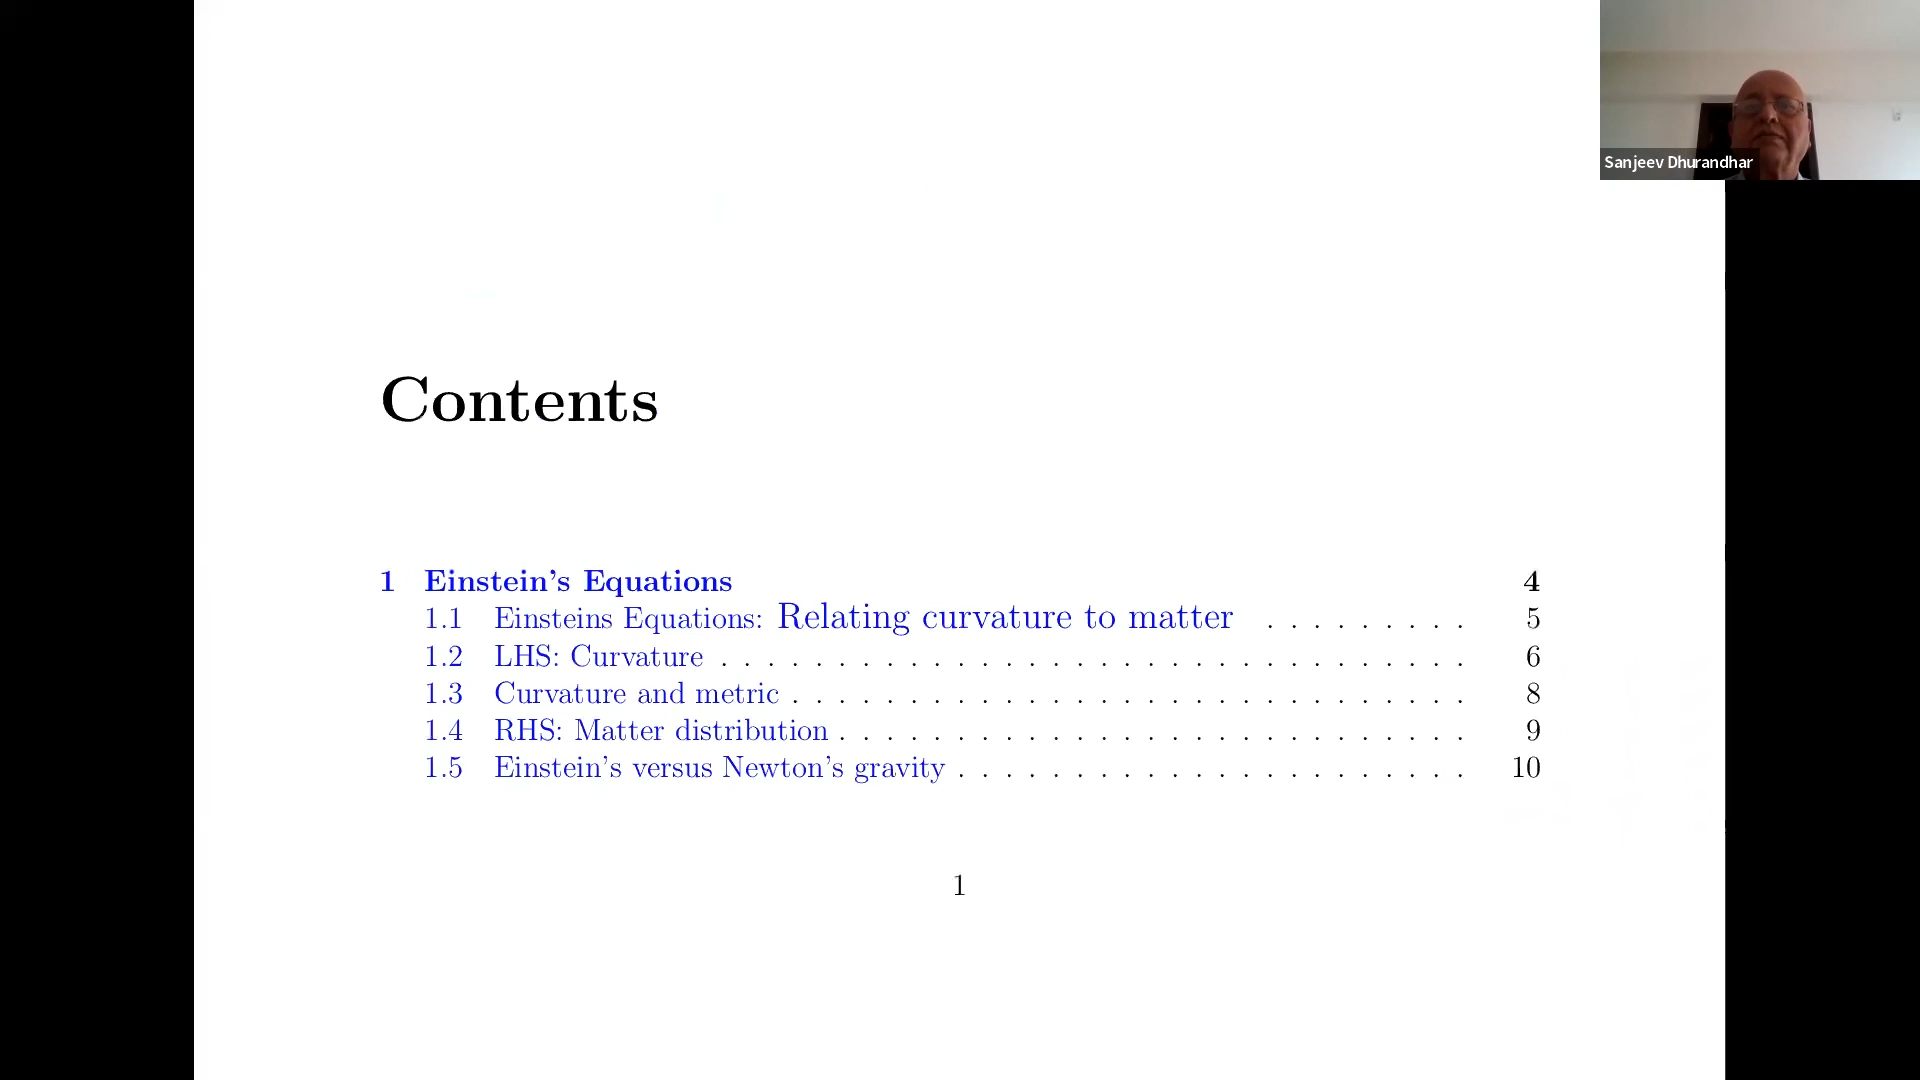 Sanjeev Dhurandhar
Contents
1 Einstein's Equations 4
1.1 Einsteins Equations: Relating curvature to matter . . . . . . . . . 5
1.2 LHS: Curvature . . . . . . . . . . . . . . . . . . . . . . . . . . . . . . . . 6
1.3 Curvature and metric . . . . . . . . . . . . . . . . . . . . . . . . . . . . . 8
1.4 RHS: Matter distribution . . . . . . . . . . . . . . . . . . . . . . . . . . . 9
1.5 Einstein's versus Newton's gravity . . . . . . . . . . . . . . . . . . . . . . 10
1